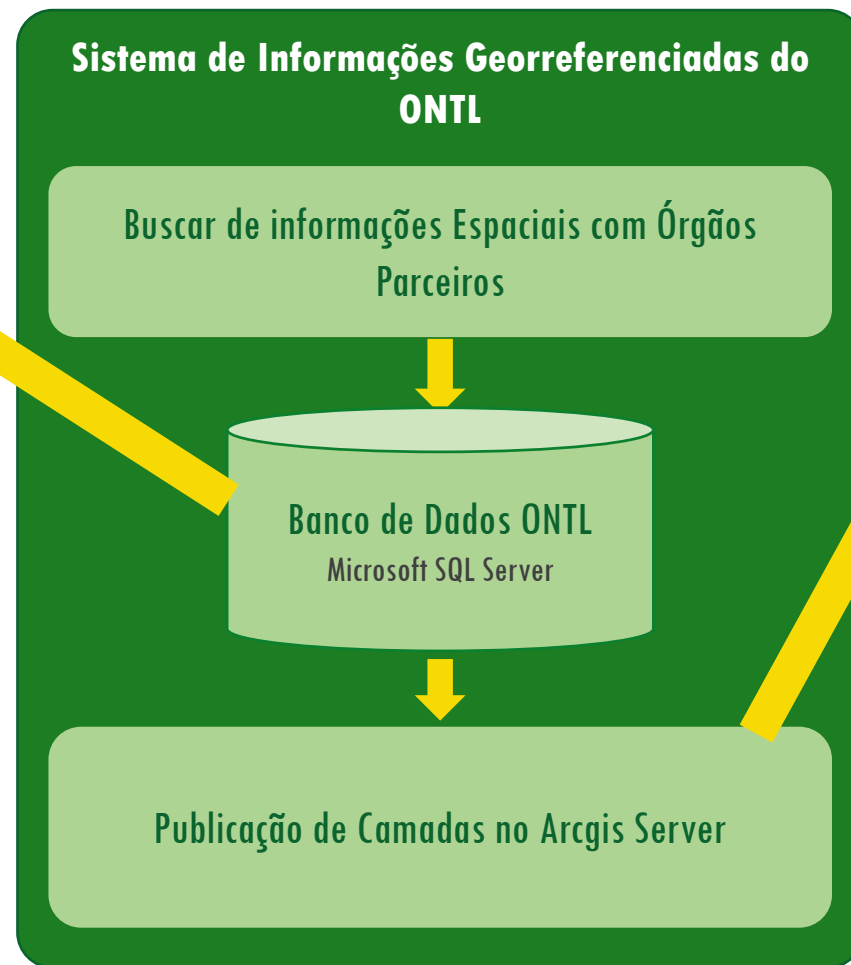 Sistema de Informações Georreferenciadas do
ONTL
Buscar de informações Espaciais com Órgãos
Parceiros
Banco de Dados ONTL
Microsoft SQL Server
Publicação de Camadas no Arcgis Server